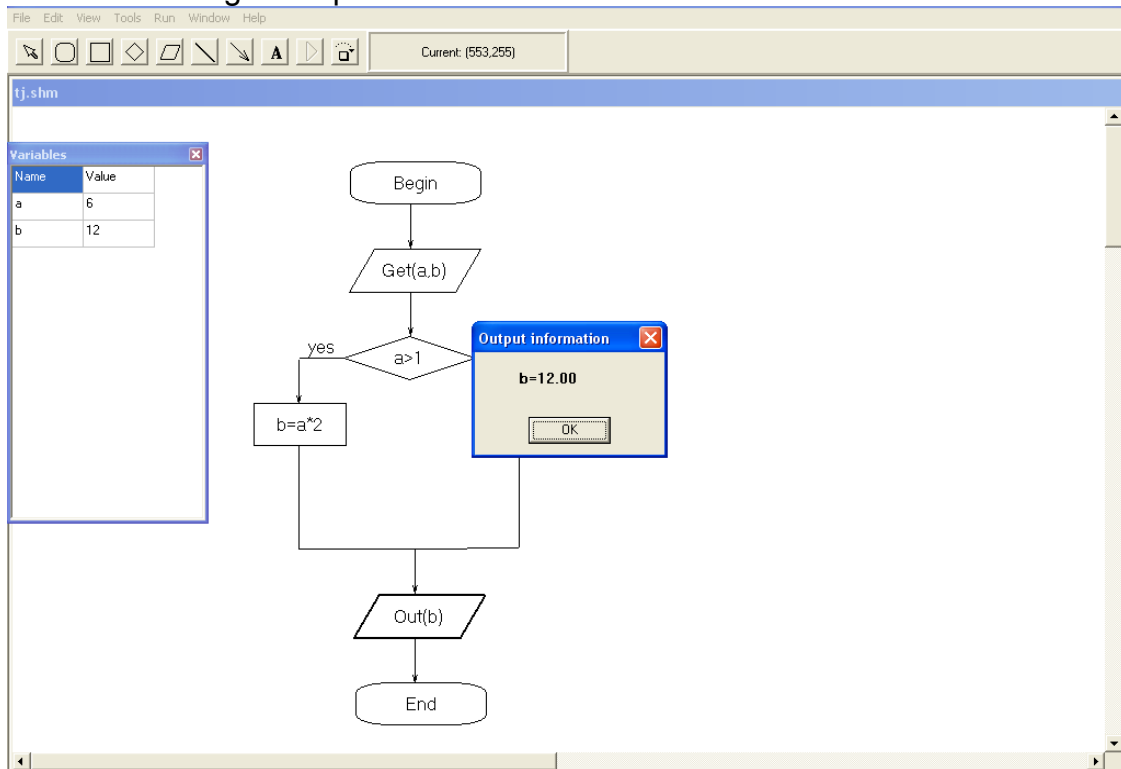 File Edit View Tools Run Window Help
A Current: (553,255)
tj.shm
Variables
Name Value
a 6
b 12
Begin
Get(a,b)
yes
a>1
Output information
b=12.00
OK
b=a*2
Out(b)
End